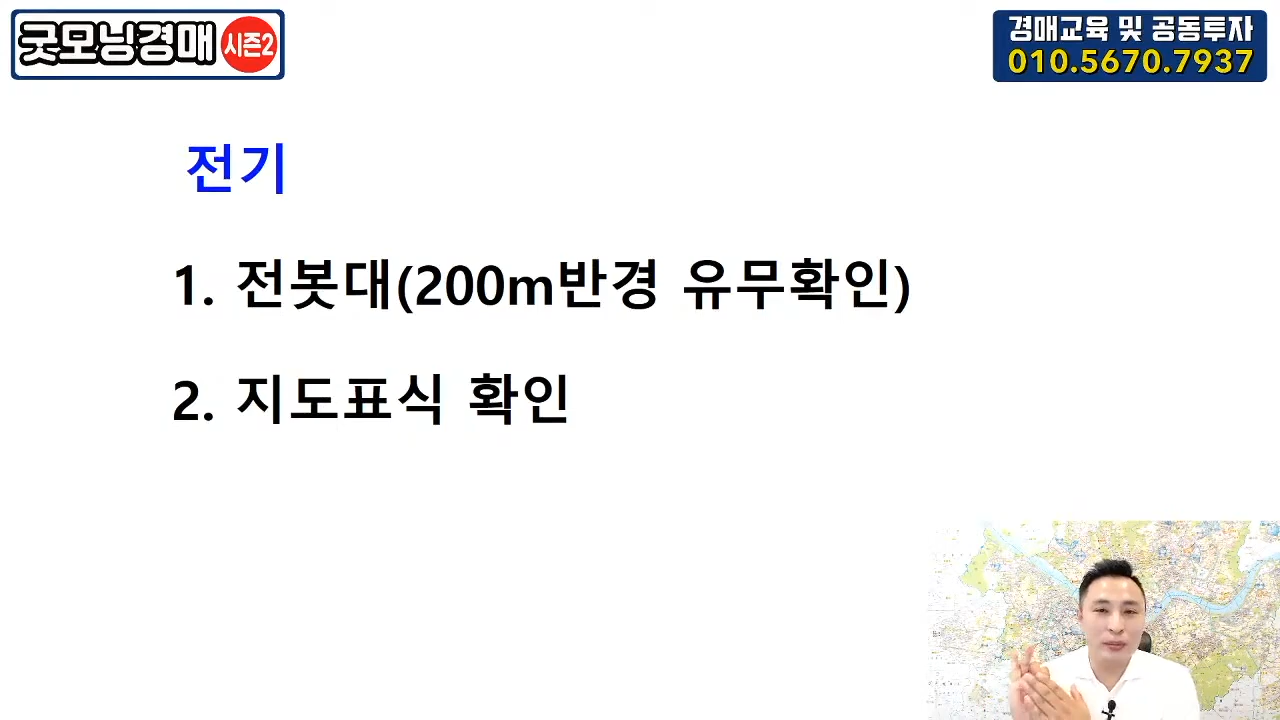 굿모닝경매 시즌2
경매교육 및 공동투자
010.5670.7937
전기
1. 전봇대(200m반경 유무확인)
2. 지도표식 확인